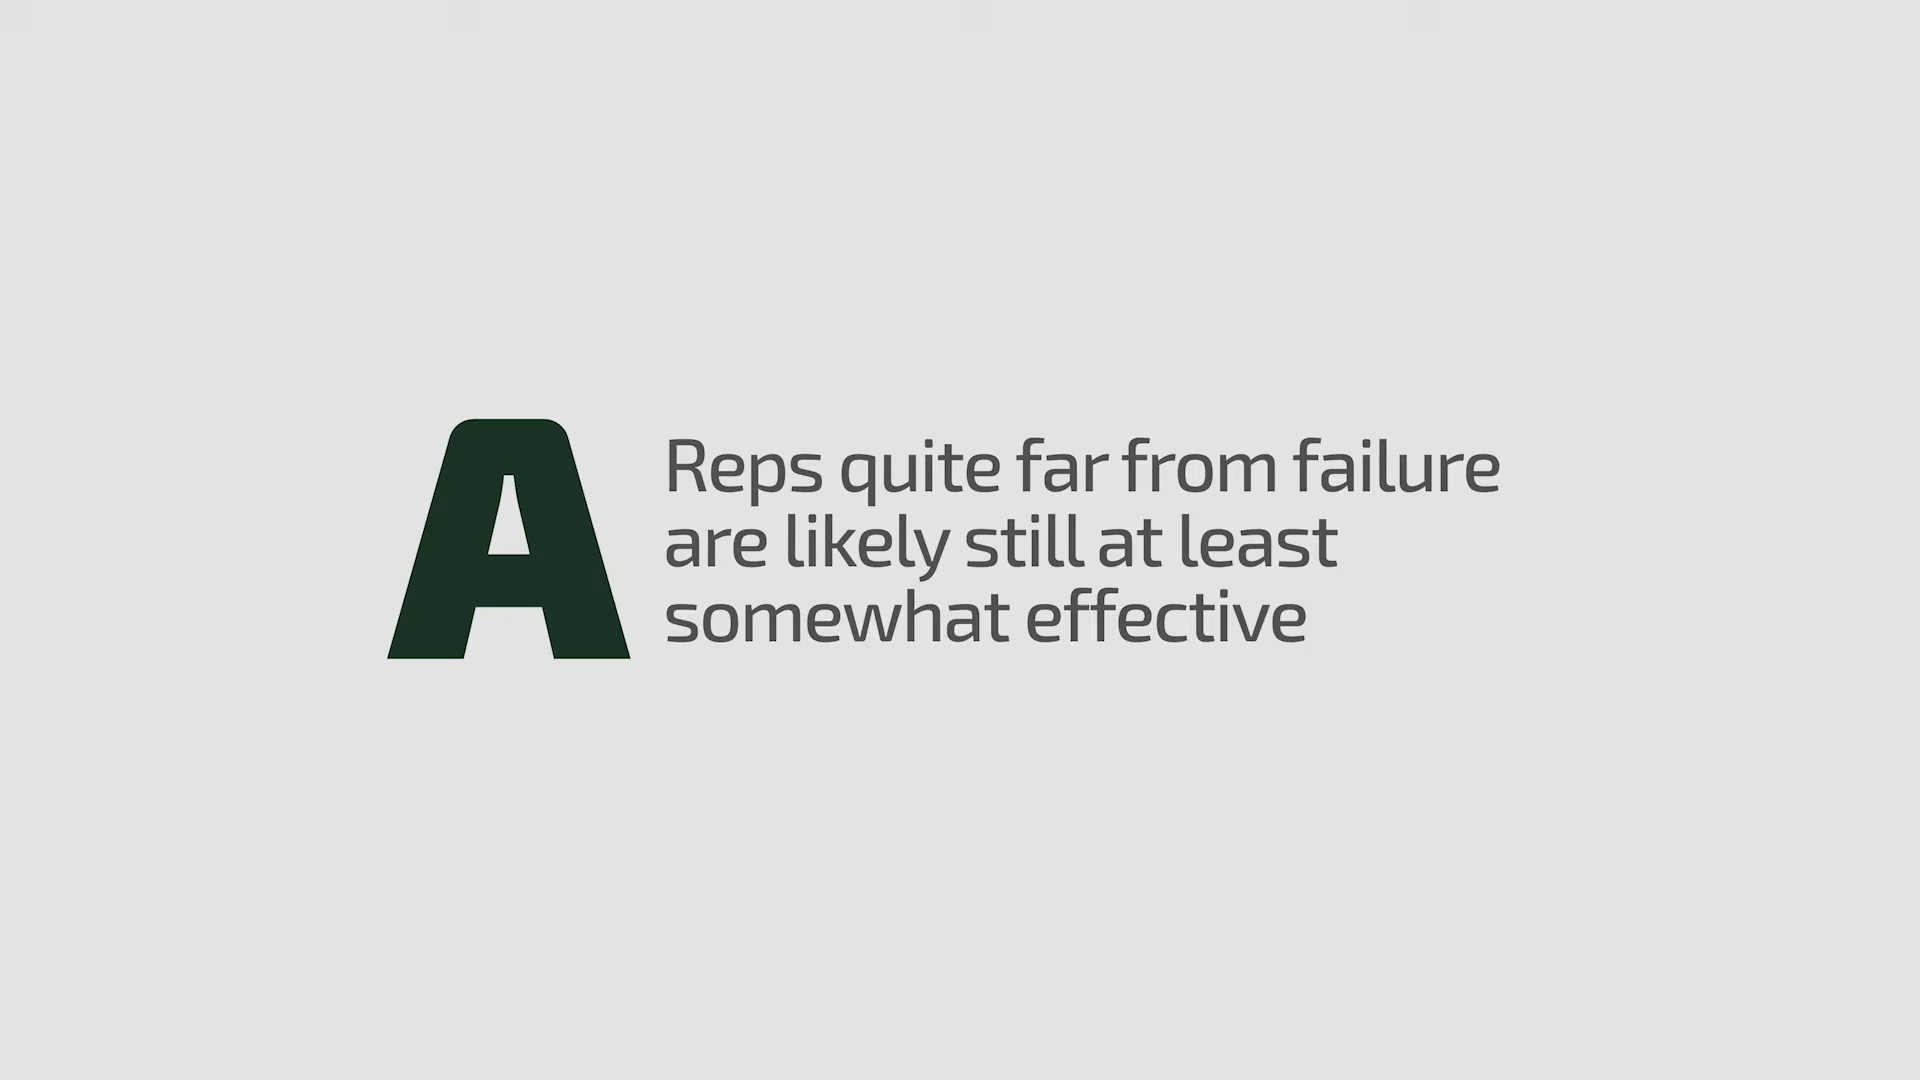 A
Reps quite far from failure
are likely still at least
somewhat effective